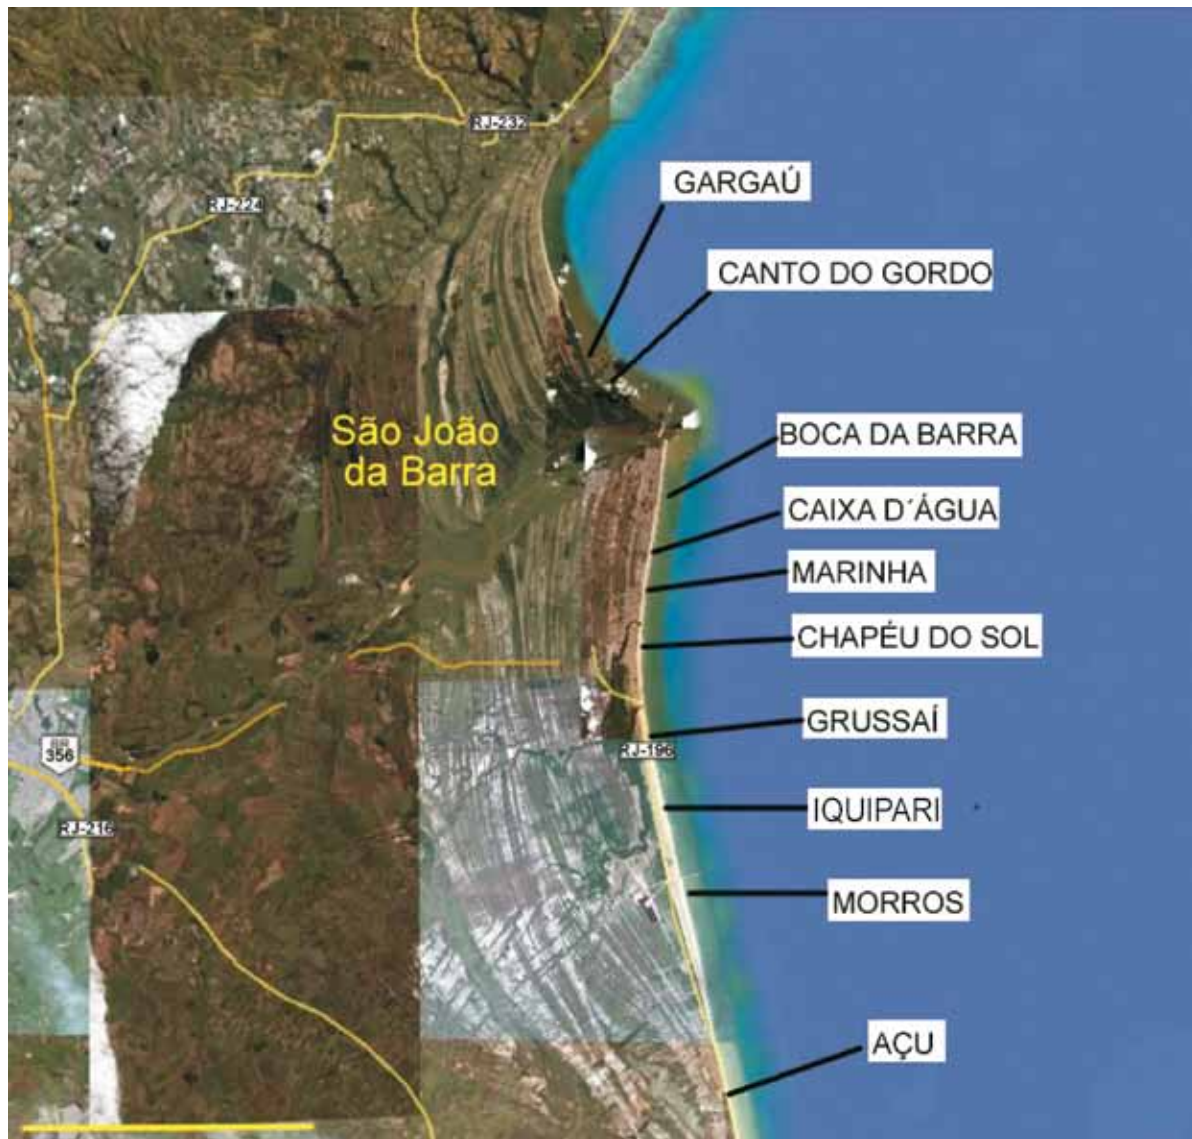 RJ-232
GARGAÚ
RJ-224
CANTO DO GORDO
São João
da Barra
BOCA DA BARRA
CAIXA D´ÁGUA
MARINHA
CHAPÉU DO SOL
GRUSSAÍ
BR
356
RJ-196
IQUIPARI
RJ-216
MORROS
AÇU